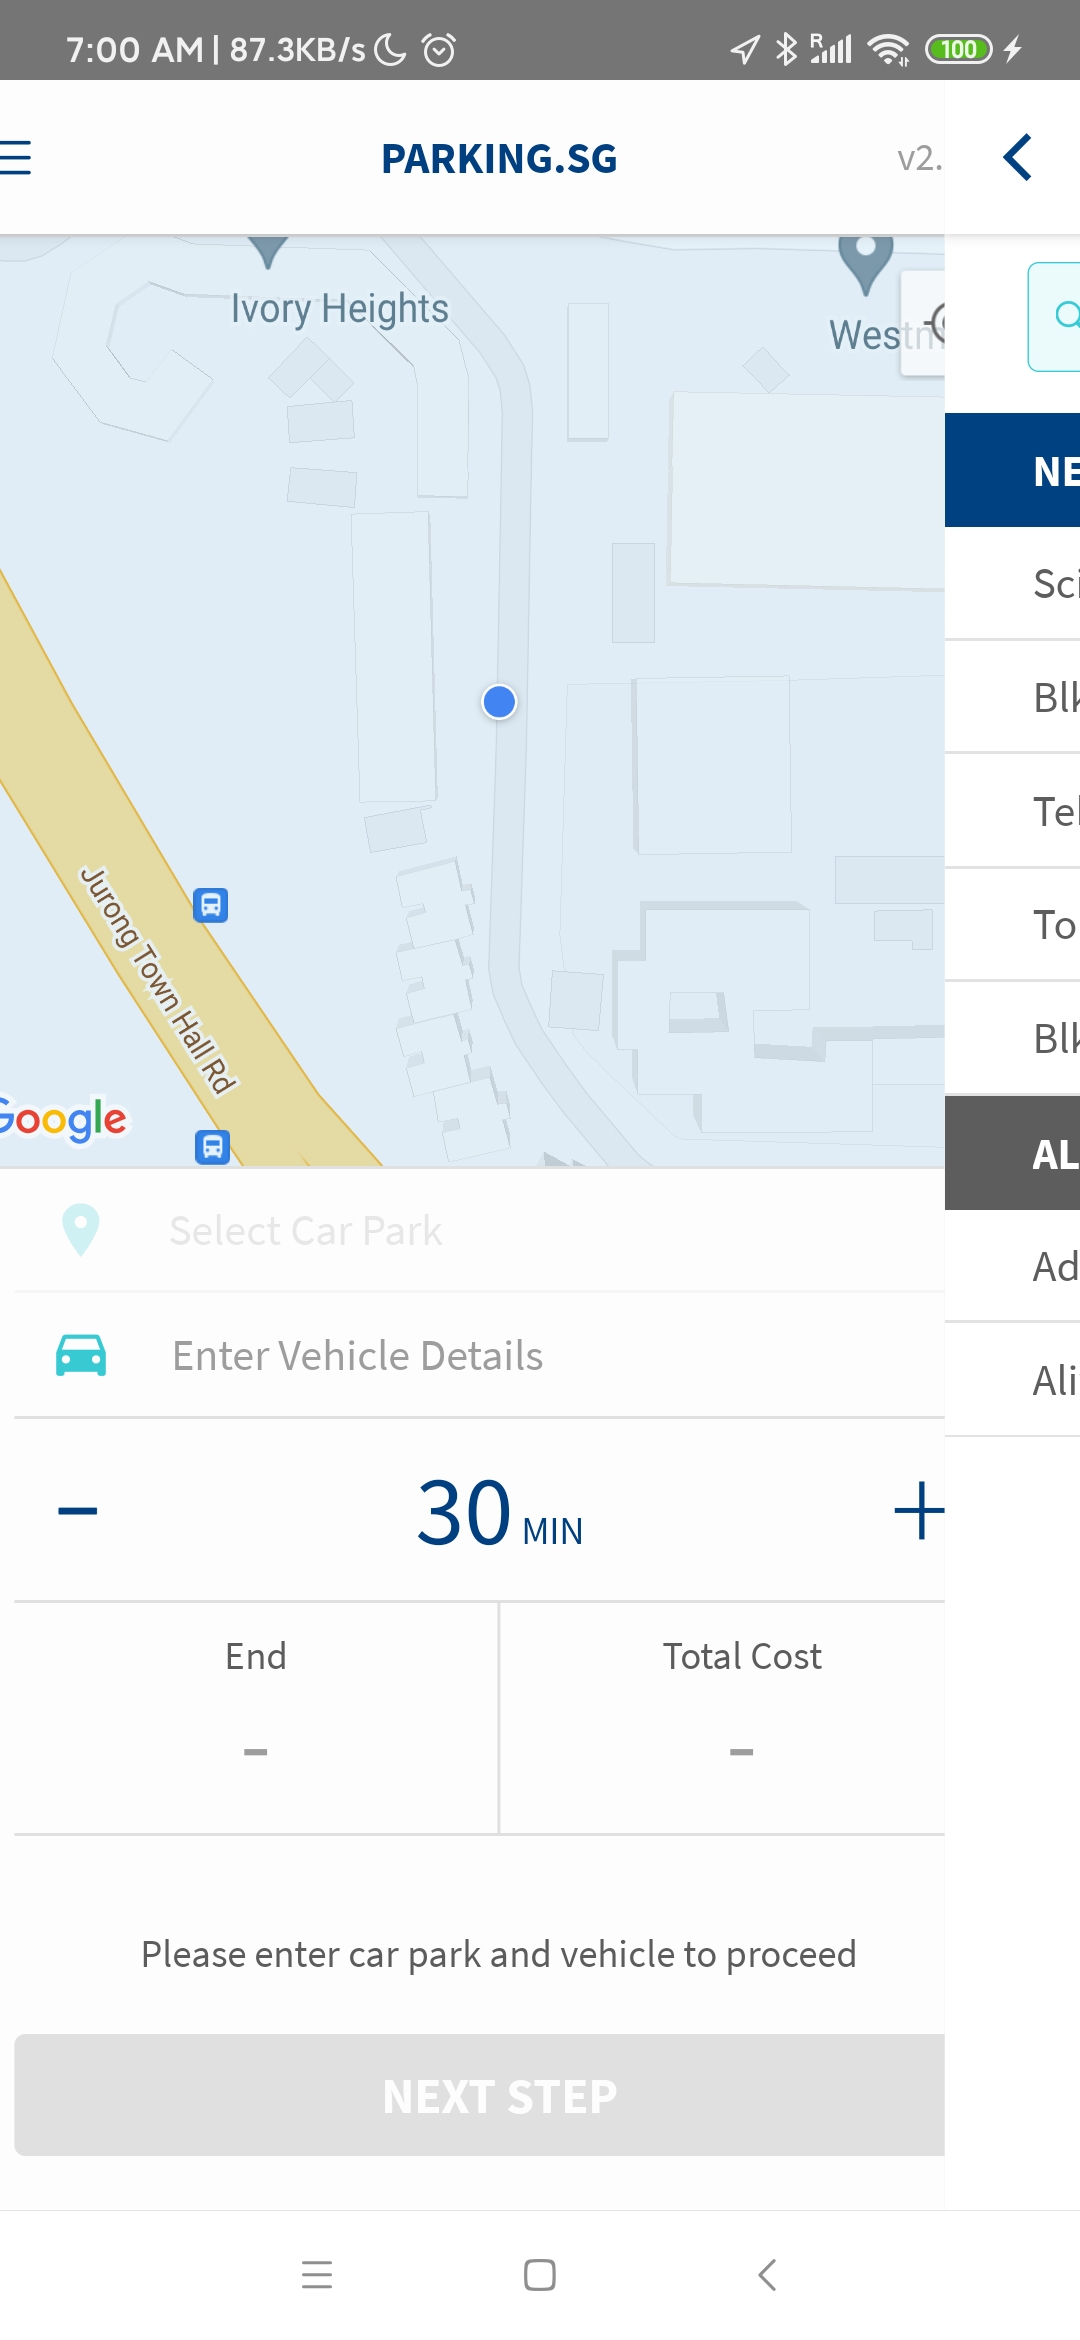 7:00 AM | 87.3KB/s
R
100
PARKING.SG
v2.
Ivory Heights
NE
Sci
Blk
Tel
To
Blk
Jurong Town Hall Rd
Google
AL
Ad
Ali
Select Car Park
Enter Vehicle Details
30 MIN
End
Total Cost
-
-
Please enter car park and vehicle to proceed
NEXT STEP